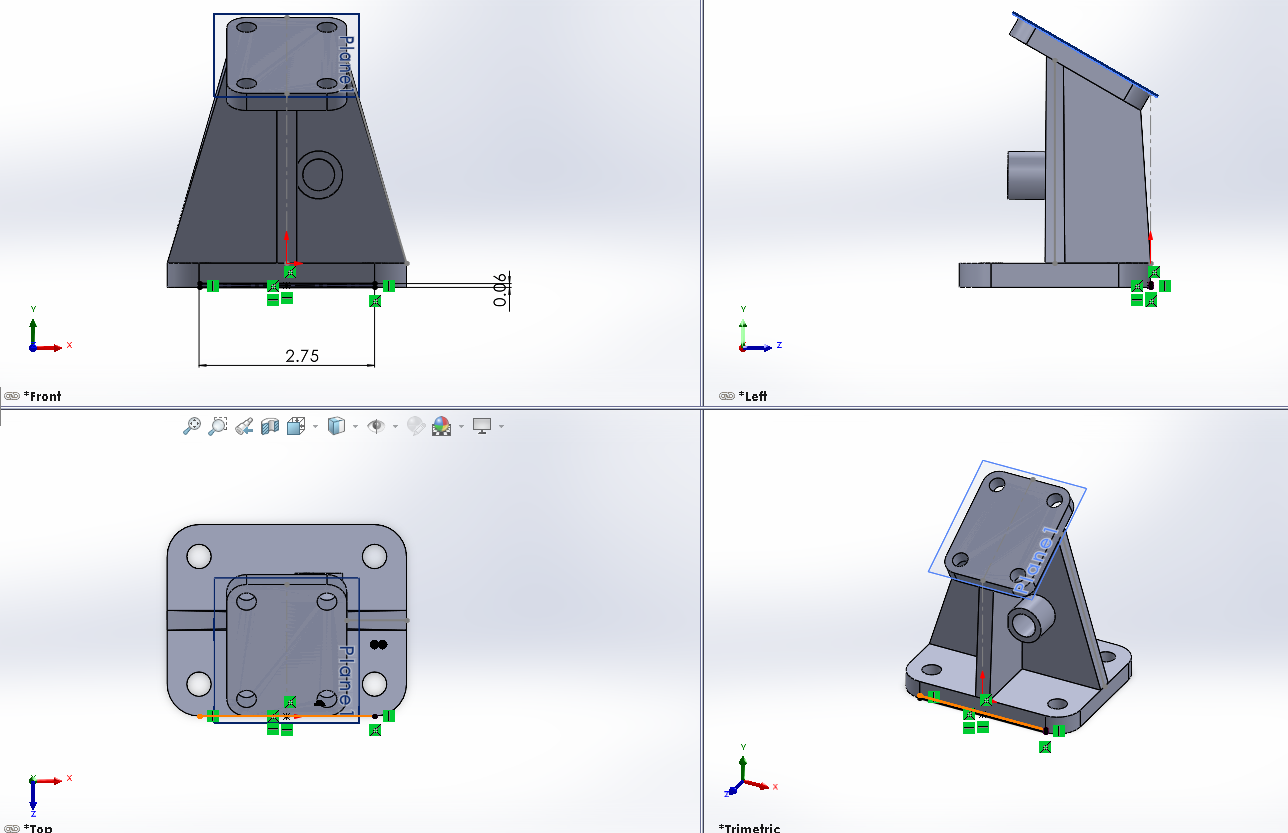 Plane1
0.06
2.75
Y
X
*Front
Y
Z
*Left
Plane1
Y
X
Z
*Top
Plane1
Y
X
Z
*Trimetric